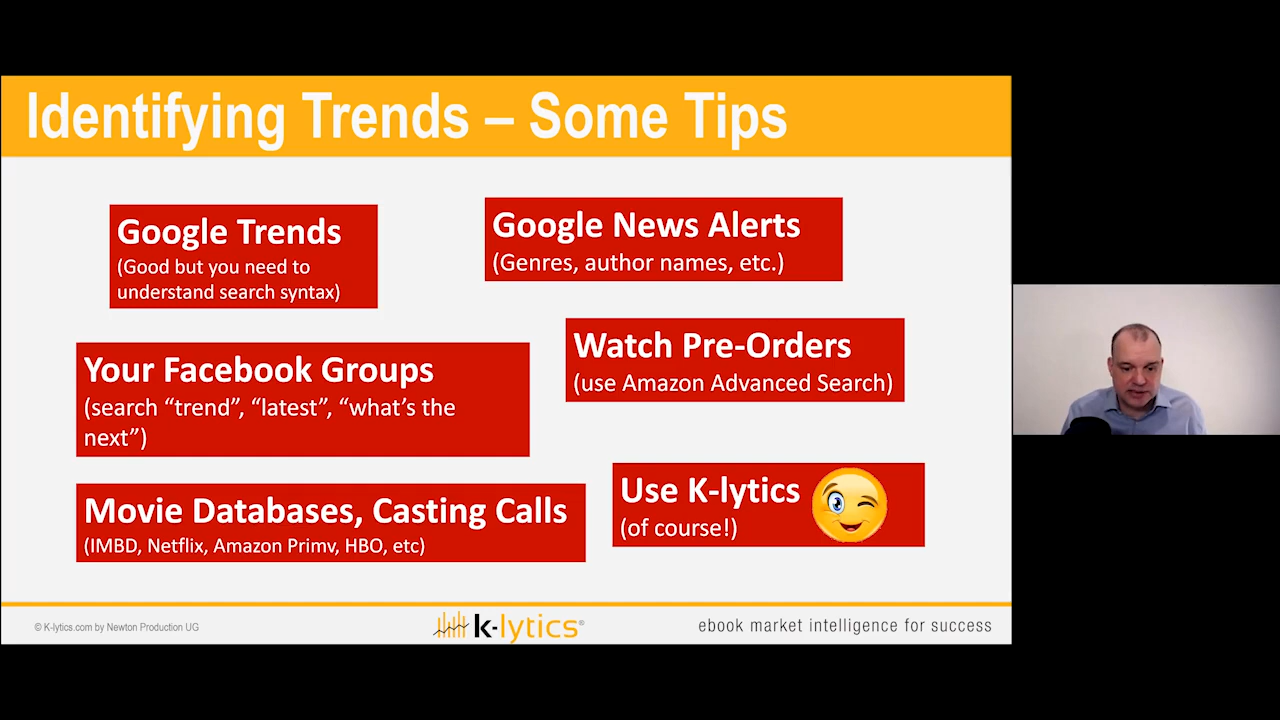 Identifying Trends – Some Tips
Google Trends
(Good but you need to
understand search syntax)
Google News Alerts
(Genres, author names, etc.)
Your Facebook Groups
(search “trend”, “latest”, “what’s the
next”)
Watch Pre-Orders
(use Amazon Advanced Search)
Movie Databases, Casting Calls
(IMBD, Netflix, Amazon Primv, HBO, etc)
Use K-lytics
(of course!)
© K-lytics.com by Newton Production UG
k-lytics®
ebook market intelligence for success